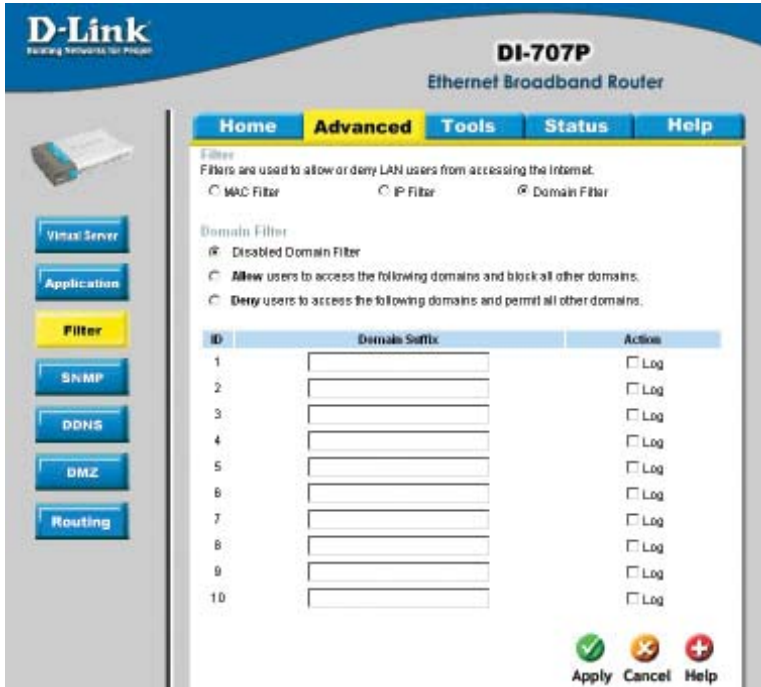 D-Link
Building Networks for People
DI-707P
Ethernet Broadband Router
Home Advanced Tools Status Help
Filter
Filters are used to allow or deny LAN users from accessing the Internet.
MAC Filter IP Filter Domain Filter
Domain Filter
Disabled Domain Filter
Allow users to access the following domains and block all other domains.
Deny users to access the following domains and permit all other domains.
Virtual Server
Application
Filter
SNMP
DDNS
DMZ
Routing
ID Domain Suffix Action
1 Log
2 Log
3 Log
4 Log
5 Log
6 Log
7 Log
8 Log
9 Log
10 Log
Apply Cancel Help